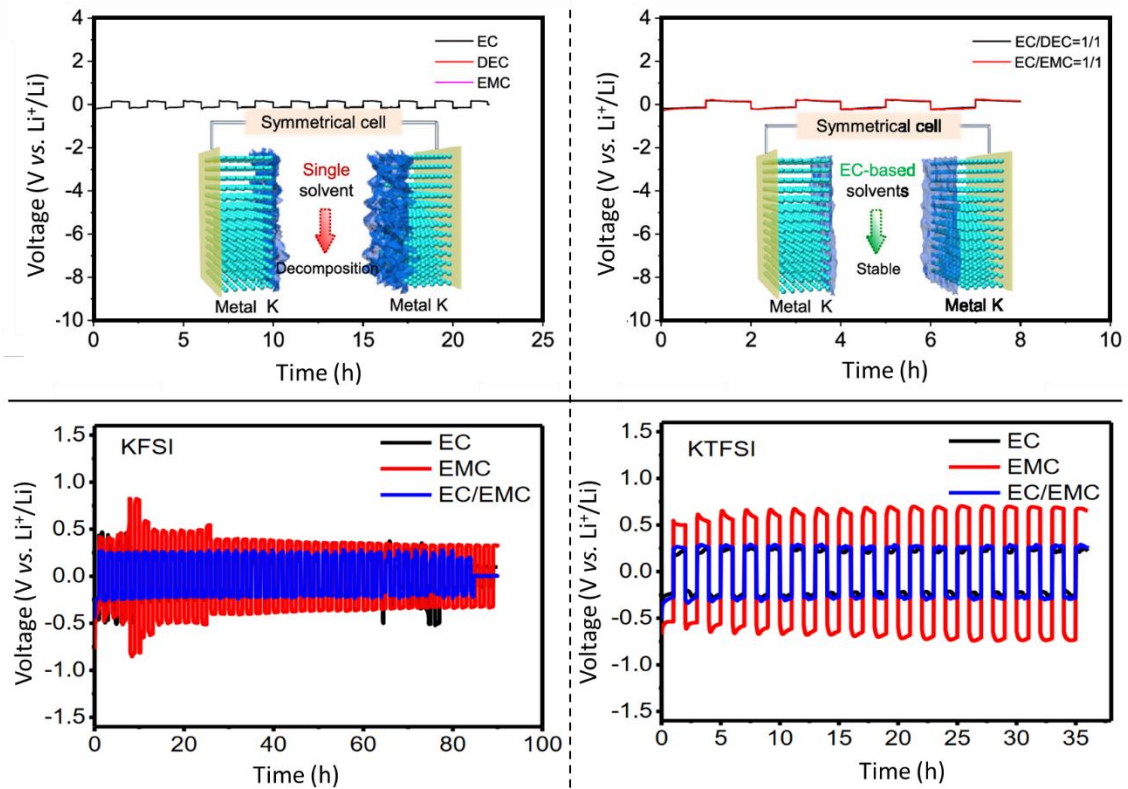 Voltage (V vs. Li⁺/Li)
4
2
0
-2
-4
-6
-8
-10
EC
DEC
EMC
Symmetrical cell
Single
solvent
Decomposition
Metal K
Metal K
0
5
10
15
20
25
Time (h)
Voltage (V vs. Li⁺/Li)
4
2
0
-2
-4
-6
-8
-10
EC/DEC=1/1
EC/EMC=1/1
Symmetrical cell
EC-based
solvents
Stable
Metal K
Metal K
0
2
4
6
8
10
Time (h)
Voltage (V vs. Li⁺/Li)
1.5
1.0
0.5
0.0
-0.5
-1.0
-1.5
KFSI
EC
EMC
EC/EMC
0
20
40
60
80
100
Time (h)
Voltage (V vs. Li⁺/Li)
1.5
1.0
0.5
0.0
-0.5
-1.0
-1.5
KTFSI
EC
EMC
EC/EMC
0
5
10
15
20
25
30
35
Time (h)